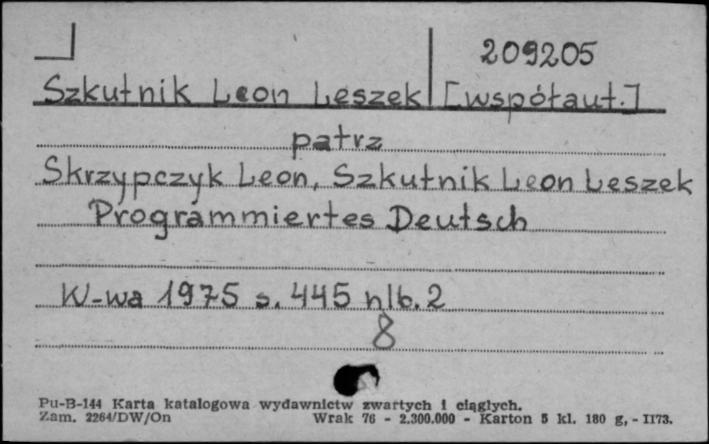 209205
Szkutnik Leon Leszek [współaut.]
patrz
Skrzypczyk Leon, Szkutnik Leon Leszek
Programmiertes Deutsch
W-wa 1975 s. 445 nlb. 2
8
Pu-B-144 Karta katalogowa wydawnictw zwartych i ciągłych.
Zam. 2264/DW/On Wrak 76 - 2.300.000 - Karton 5 kl. 180 g, - II73.